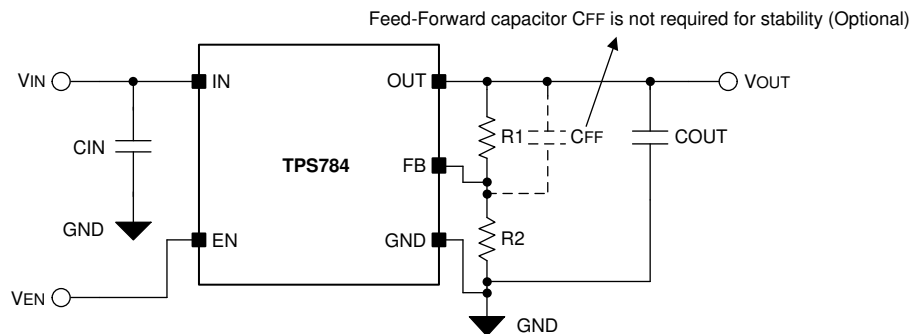 Feed-Forward capacitor CFF is not required for stability (Optional)
VIN
IN
OUT
VOUT
R1
CFF
COUT
CIN
TPS784
FB
GND
EN
GND
R2
VEN
GND